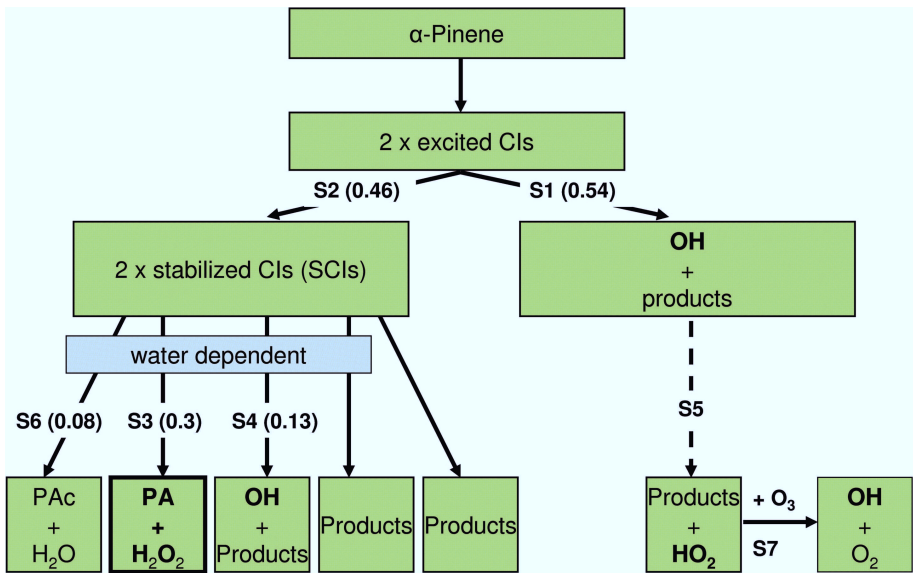 α-Pinene
2 x excited CIs
S2 (0.46)
S1 (0.54)
2 x stabilized CIs (SCIs)
OH
+
products
water dependent
S6 (0.08)
S3 (0.3)
S4 (0.13)
S5
PAc
+
H₂O
PA
+
H₂O₂
OH
+
Products
Products
Products
Products
+
HO₂
+ O₃
S7
OH
+
O₂